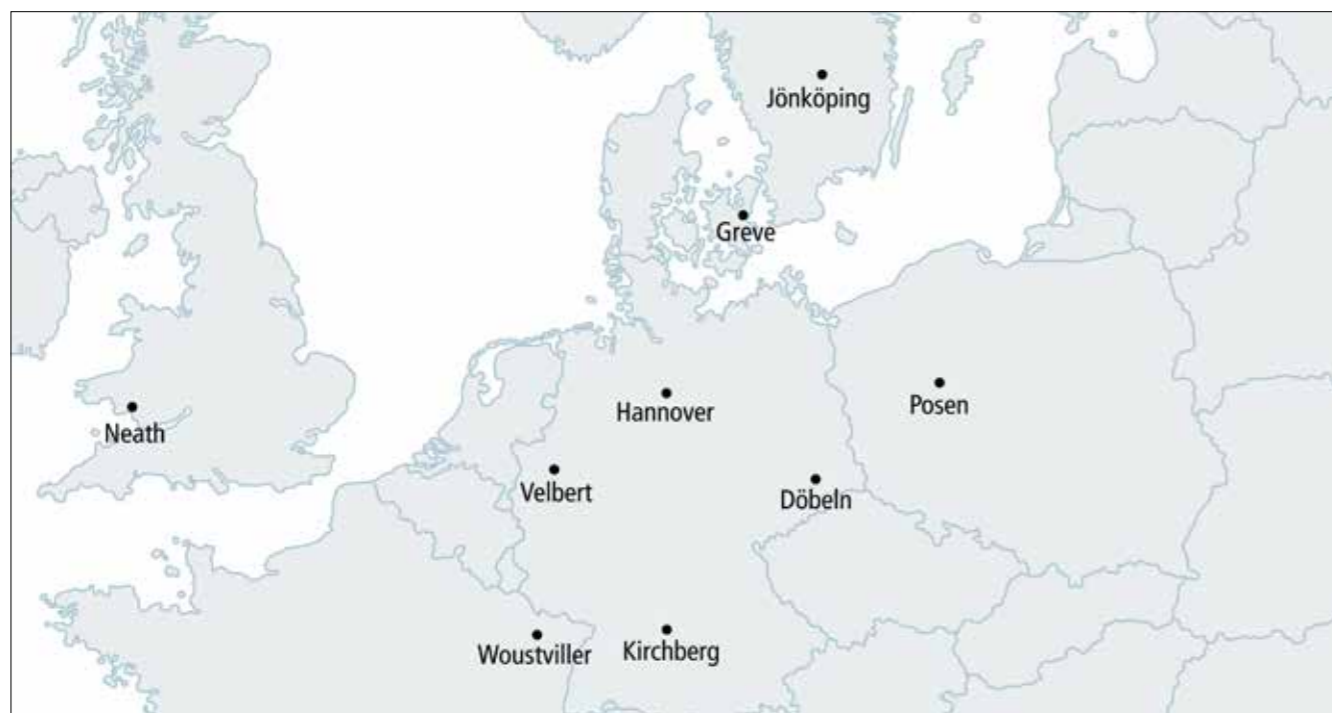 Jönköping
Greve
Hannover
Posen
Neath
Velbert
Döbeln
Woustviller
Kirchberg